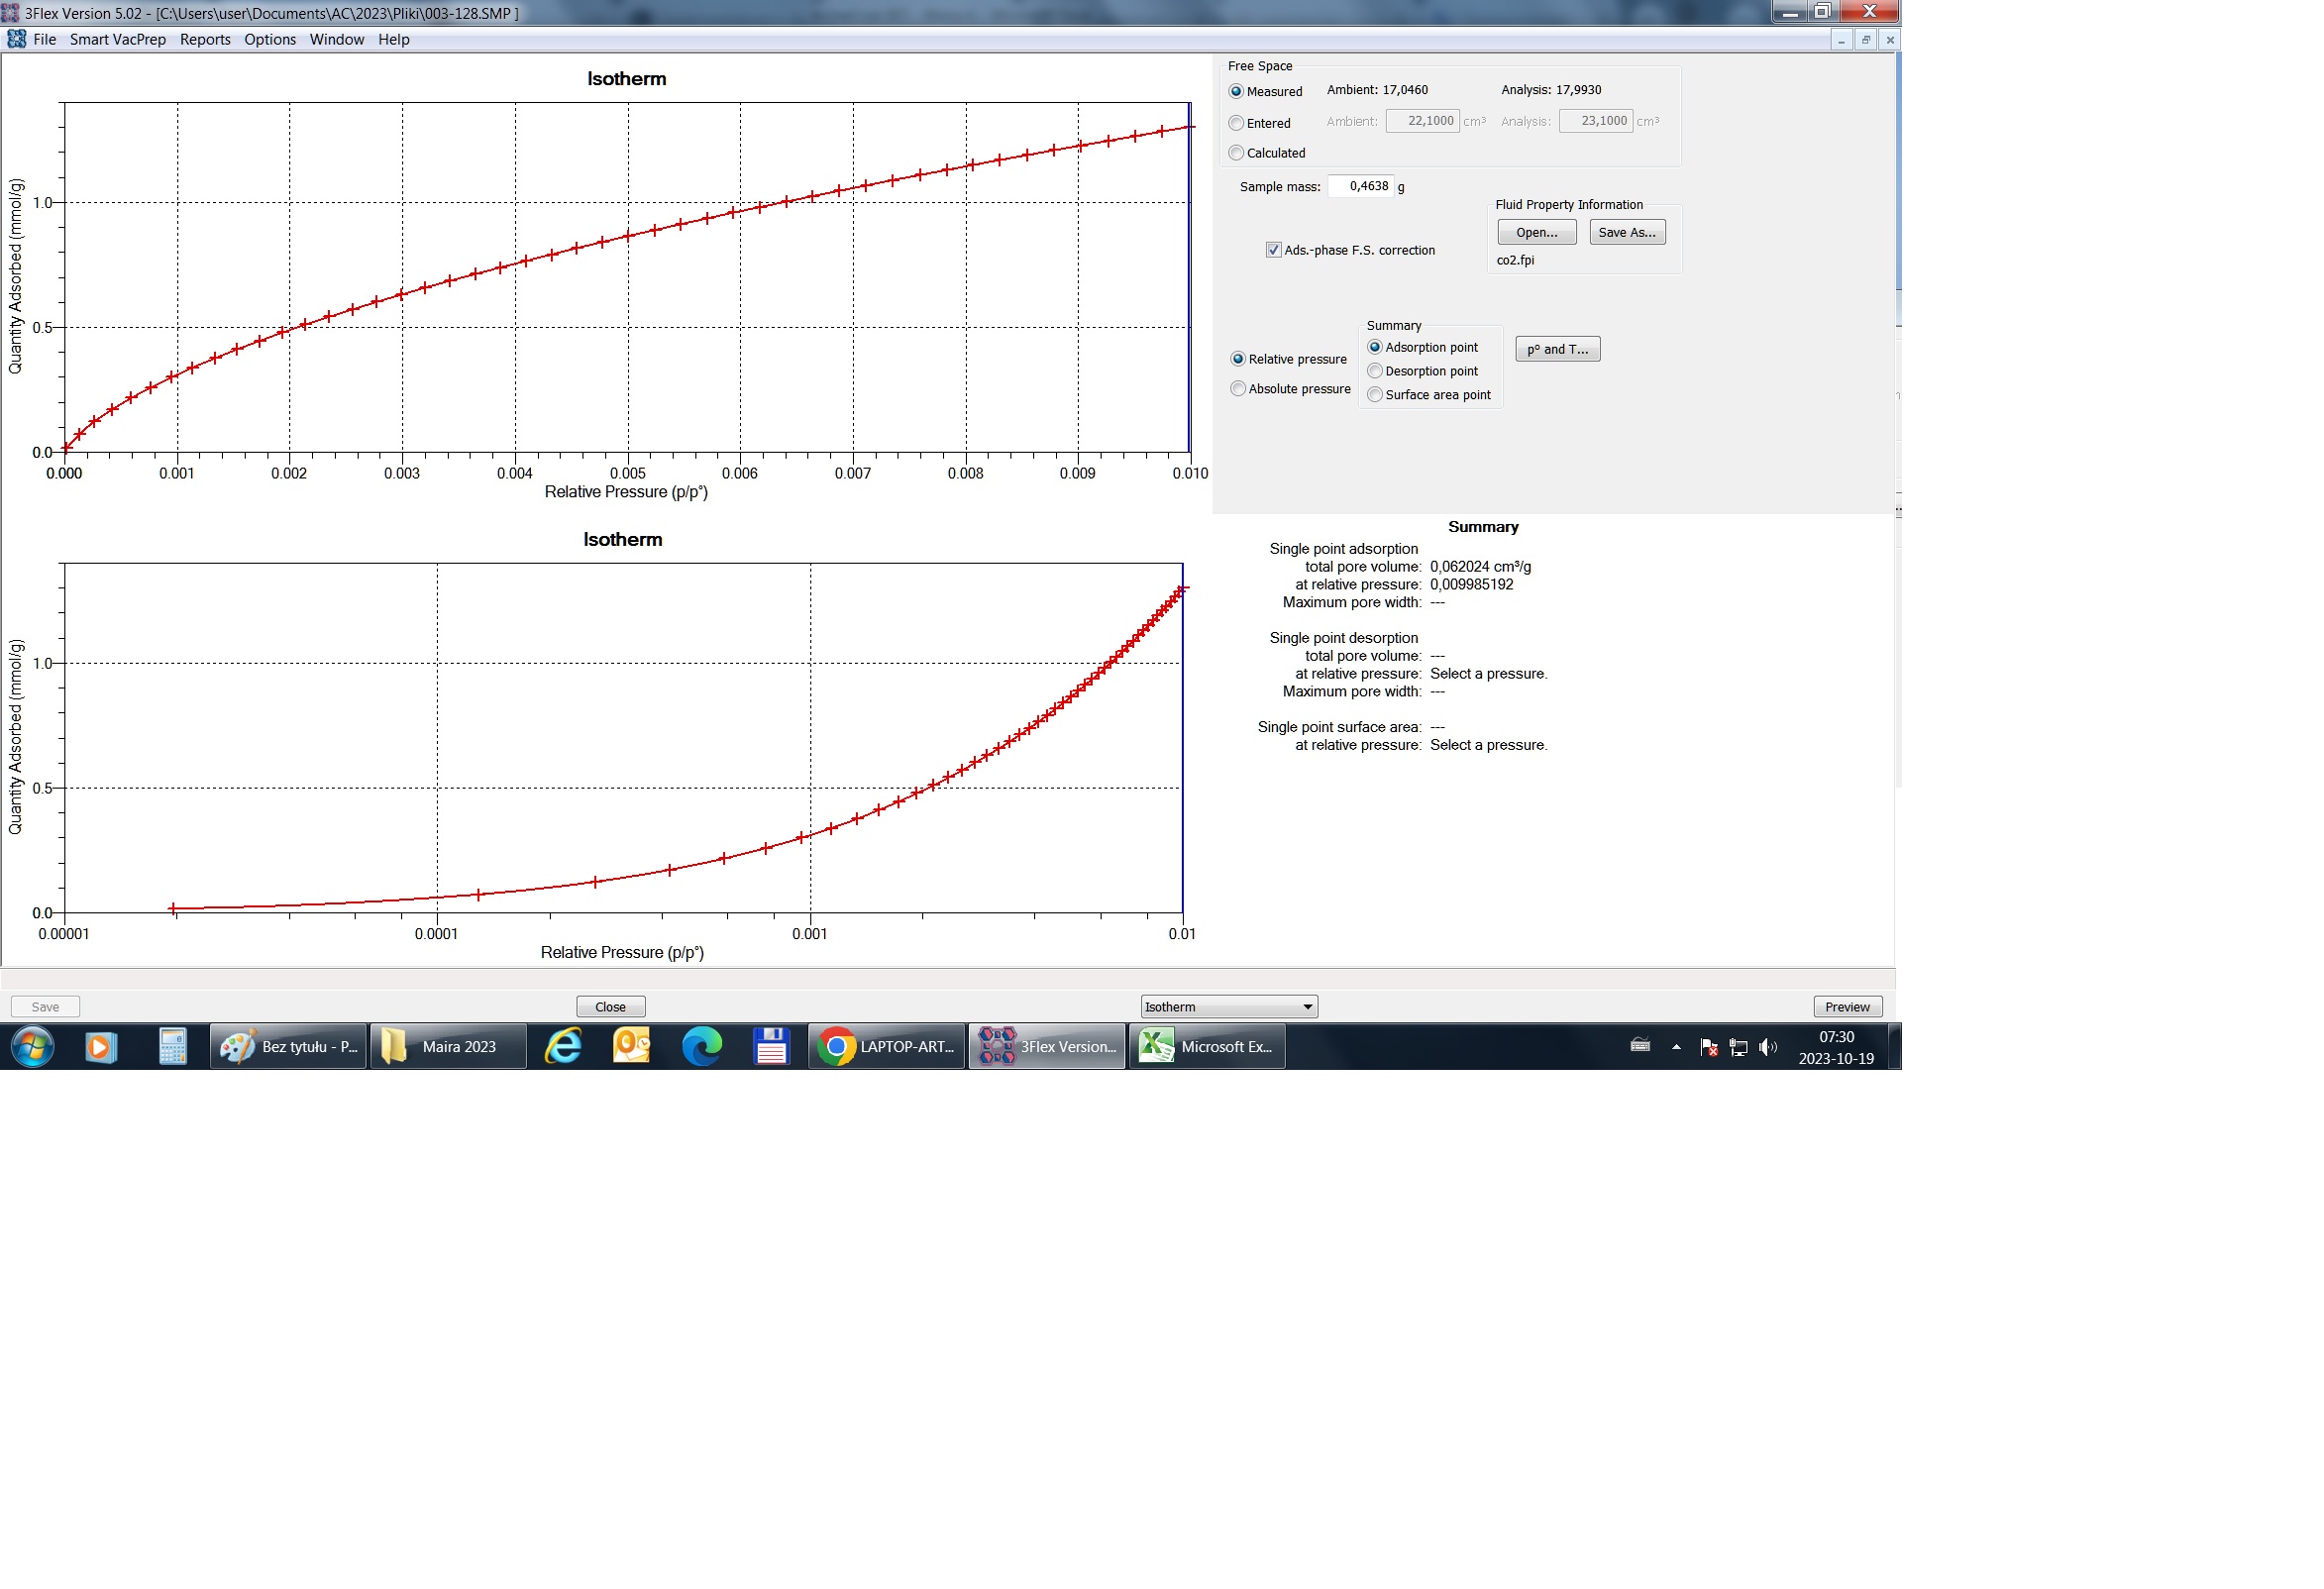 3Flex Version 5.02 - [C:\Users\user\Documents\AC\2023\Pliki\003-128.SMP ]
File Smart VacPrep Reports Options Window Help
Isotherm
Quantity Adsorbed (mmol/g)
1.0
0.5
0.0
0.000 0.001 0.002 0.003 0.004 0.005 0.006 0.007 0.008 0.009 0.010
Relative Pressure (p/p°)
Isotherm
Quantity Adsorbed (mmol/g)
1.0
0.5
0.0
0.00001 0.0001 0.001 0.01
Relative Pressure (p/p°)
Free Space
Measured Ambient: 17,0460 Analysis: 17,9930
Entered Ambient: 22,1000 cm³ Analysis: 23,1000 cm³
Calculated
Sample mass: 0,4638 g
Fluid Property Information
Open... Save As...
Ads.-phase F.S. correction
co2.fpi
Summary
Adsorption point
p° and T...
Relative pressure
Desorption point
Absolute pressure
Surface area point
Summary
Single point adsorption
total pore volume: 0,062024 cm³/g
at relative pressure: 0,009985192
Maximum pore width: ---
Single point desorption
total pore volume: ---
at relative pressure: Select a pressure.
Maximum pore width: ---
Single point surface area: ---
at relative pressure: Select a pressure.
Save Close Isotherm Preview
Bez tytułu - P... Maira 2023 LAPTOP-ART... 3Flex Version... Microsoft Ex...
07:30
2023-10-19